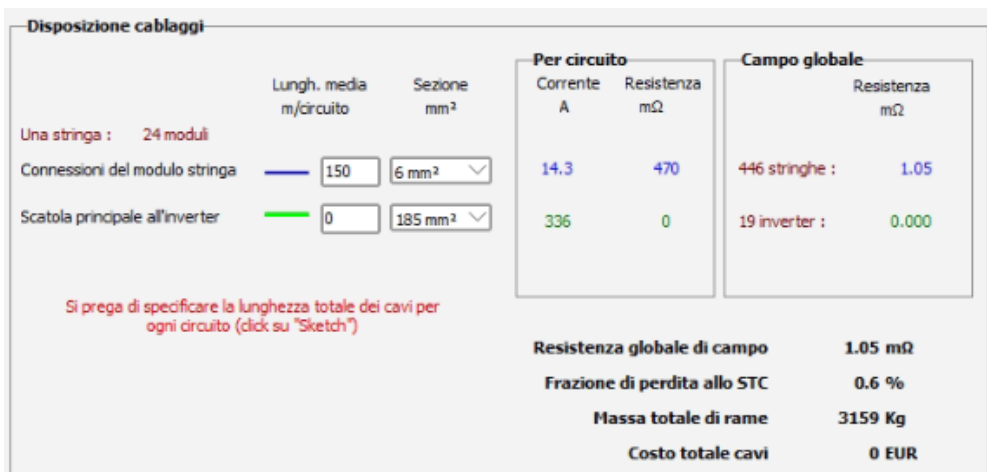 Disposizione cablaggi
Per circuito Campo globale
Lungh. media Sezione Corrente Resistenza Resistenza
m/circuito mm² A mΩ mΩ
Una stringa : 24 moduli
Connessioni del modulo stringa 150 6 mm² 14.3 470 446 stringhe : 1.05
Scatola principale all'inverter 0 185 mm² 336 0 19 inverter : 0.000
Si prega di specificare la lunghezza totale dei cavi per
ogni circuito (click su "Sketch")
Resistenza globale di campo 1.05 mΩ
Frazione di perdita allo STC 0.6 %
Massa totale di rame 3159 Kg
Costo totale cavi 0 EUR